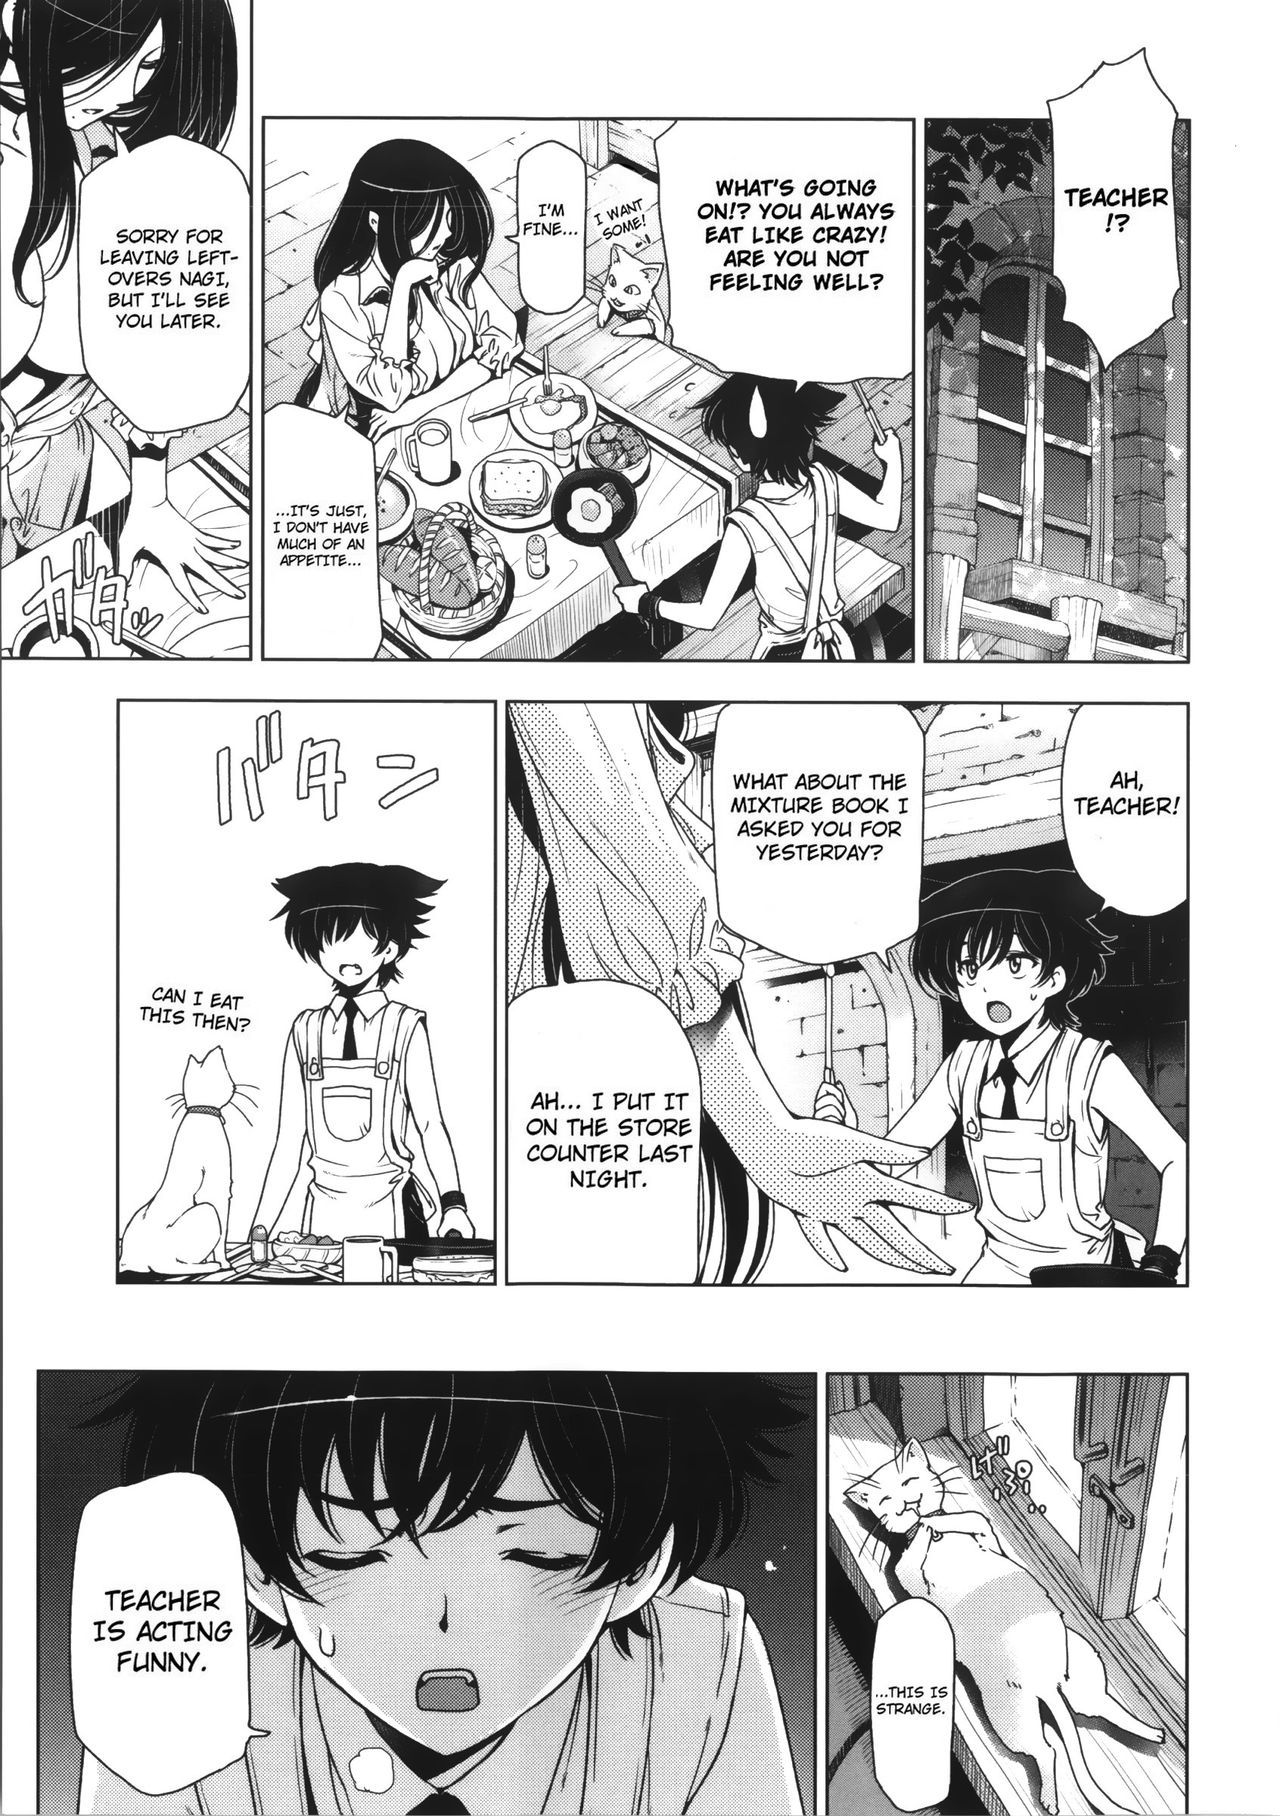 TEACHER
!?
WHAT'S GOING
ON!? YOU ALWAYS
EAT LIKE CRAZY!
ARE YOU NOT
FEELING WELL?
I WANT
SOME!
I'M
FINE...
...IT'S JUST,
I DON'T HAVE
MUCH OF AN
APPETITE...
SORRY FOR
LEAVING LEFT-
OVERS NAGI,
BUT I'LL SEE
YOU LATER.
ガタッ
AH,
TEACHER!
WHAT ABOUT THE
MIXTURE BOOK I
ASKED YOU FOR
YESTERDAY?
AH... I PUT IT
ON THE STORE
COUNTER LAST
NIGHT.
バタン
CAN I EAT
THIS THEN?
げぷ..
...THIS IS
STRANGE.
TEACHER
IS ACTING
FUNNY.